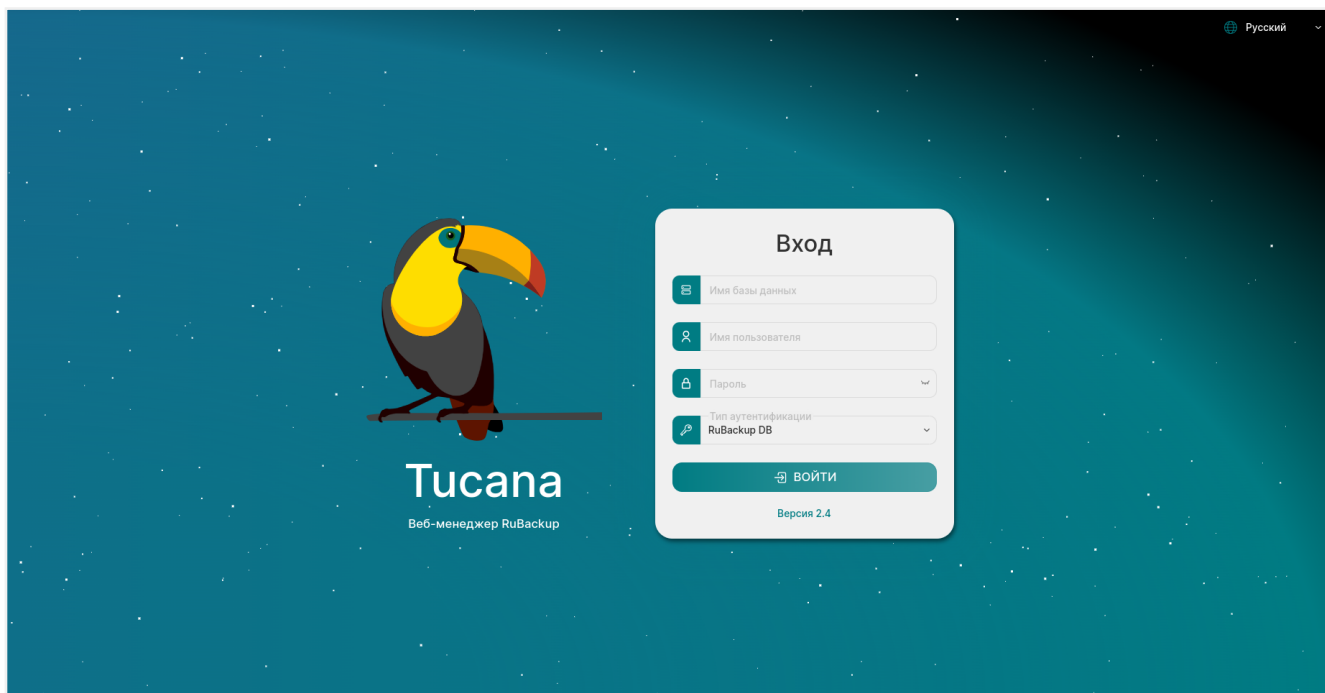 Русский
Вход
Имя базы данных
Имя пользователя
Пароль
Тип аутентификации
RuBackup DB
ВОЙТИ
Версия 2.4
Tucana
Веб-менеджер RuBackup